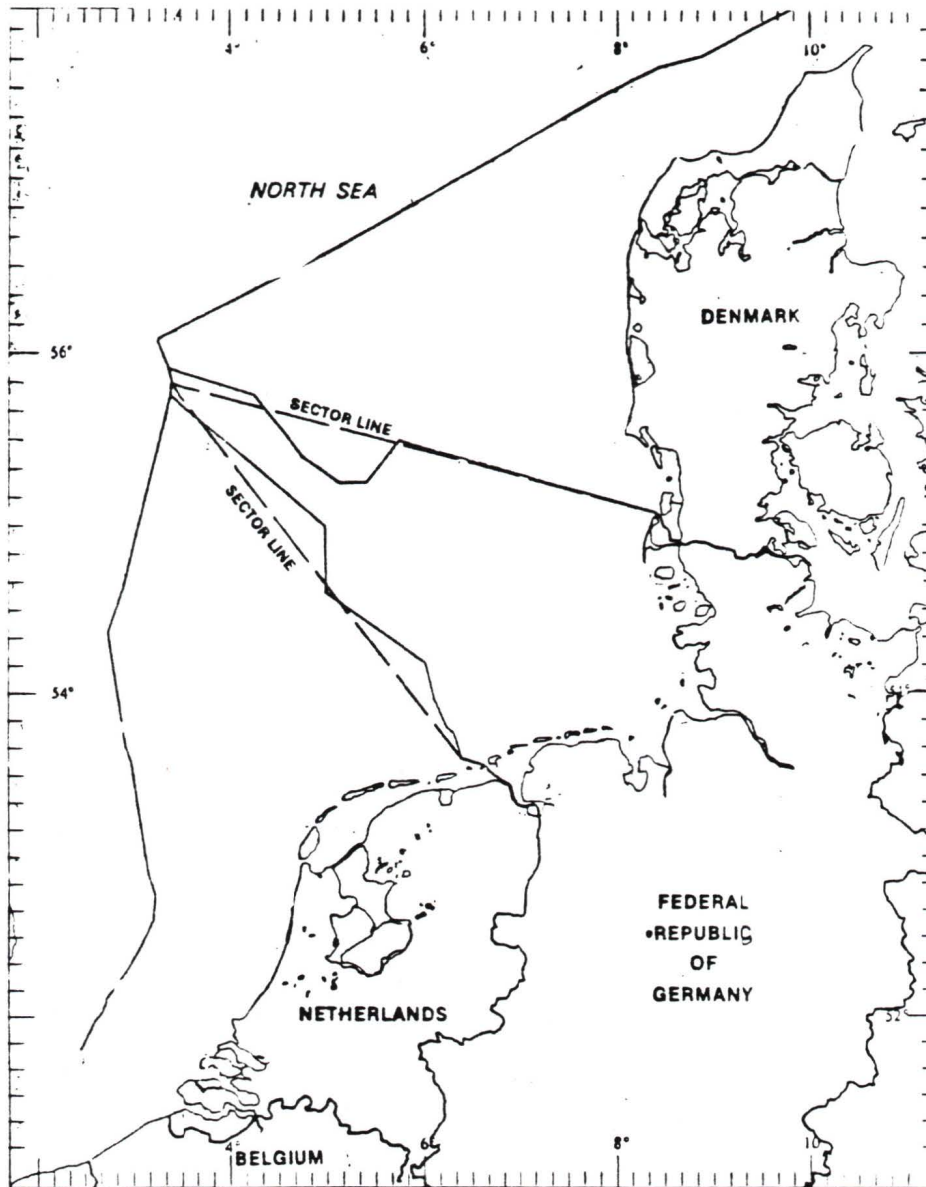 4°
6°
8°
10°
NORTH SEA
DENMARK
56°
SECTOR LINE
SECTOR LINE
54°
FEDERAL
REPUBLIC
OF
GERMANY
NETHERLANDS
52°
4°
8°
10
BELGIUM